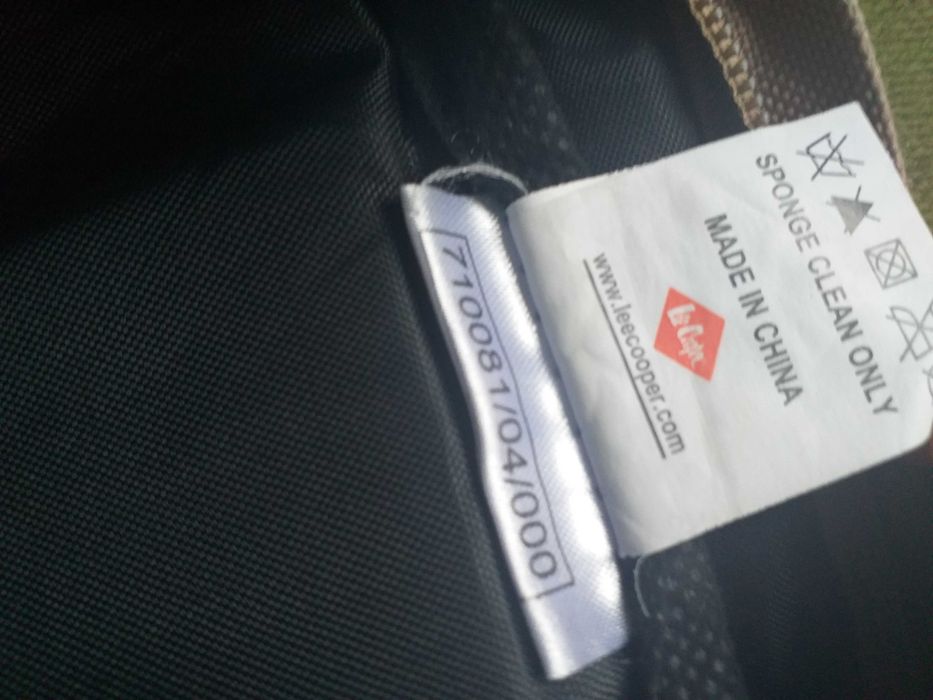 SPONGE CLEAN ONLY
MADE IN CHINA
Lee Cooper
www.leecooper.com
710081/04/000